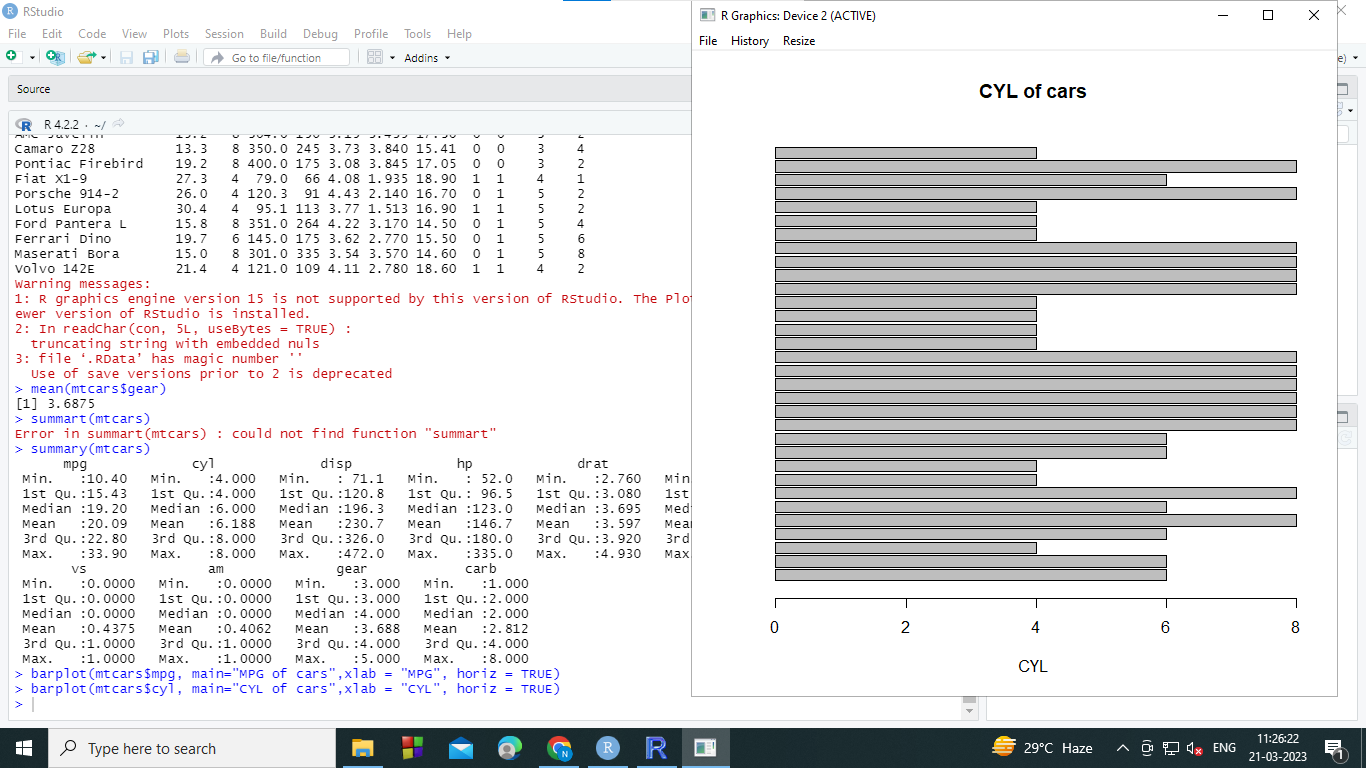 RStudio
File Edit Code View Plots Session Build Debug Profile Tools Help
Go to file/function Addins
Source
R 4.2.2 · ~/
AMC Javelin 15.2 8 304.0 150 3.15 3.435 17.30 0 0 3 2
Camaro Z28 13.3 8 350.0 245 3.73 3.840 15.41 0 0 3 4
Pontiac Firebird 19.2 8 400.0 175 3.08 3.845 17.05 0 0 3 2
Fiat X1-9 27.3 4 79.0 66 4.08 1.935 18.90 1 1 4 1
Porsche 914-2 26.0 4 120.3 91 4.43 2.140 16.70 0 1 5 2
Lotus Europa 30.4 4 95.1 113 3.77 1.513 16.90 1 1 5 2
Ford Pantera L 15.8 8 351.0 264 4.22 3.170 14.50 0 1 5 4
Ferrari Dino 19.7 6 145.0 175 3.62 2.770 15.50 0 1 5 6
Maserati Bora 15.0 8 301.0 335 3.54 3.570 14.60 0 1 5 8
Volvo 142E 21.4 4 121.0 109 4.11 2.780 18.60 1 1 4 2
Warning messages:
1: R graphics engine version 15 is not supported by this version of RStudio. The Plo
ewer version of RStudio is installed.
2: In readChar(con, 5L, useBytes = TRUE) :
truncating string with embedded nuls
3: file ‘.RData’ has magic number ''
Use of save versions prior to 2 is deprecated
> mean(mtcars$gear)
[1] 3.6875
> summart(mtcars)
Error in summart(mtcars) : could not find function "summart"
> summary(mtcars)
mpg cyl disp hp drat
Min. :10.40 Min. :4.000 Min. : 71.1 Min. : 52.0 Min. :2.760 Min
1st Qu.:15.43 1st Qu.:4.000 1st Qu.:120.8 1st Qu.: 96.5 1st Qu.:3.080 1st
Median :19.20 Median :6.000 Median :196.3 Median :123.0 Median :3.695 Med
Mean :20.09 Mean :6.188 Mean :230.7 Mean :146.7 Mean :3.597 Mea
3rd Qu.:22.80 3rd Qu.:8.000 3rd Qu.:326.0 3rd Qu.:180.0 3rd Qu.:3.920 3rd
Max. :33.90 Max. :8.000 Max. :472.0 Max. :335.0 Max. :4.930 Max
vs am gear carb
Min. :0.0000 Min. :0.0000 Min. :3.000 Min. :1.000
1st Qu.:0.0000 1st Qu.:0.0000 1st Qu.:3.000 1st Qu.:2.000
Median :0.0000 Median :0.0000 Median :4.000 Median :2.000
Mean :0.4375 Mean :0.4062 Mean :3.688 Mean :2.812
3rd Qu.:1.0000 3rd Qu.:1.0000 3rd Qu.:4.000 3rd Qu.:4.000
Max. :1.0000 Max. :1.0000 Max. :5.000 Max. :8.000
> barplot(mtcars$mpg, main="MPG of cars",xlab = "MPG", horiz = TRUE)
> barplot(mtcars$cyl, main="CYL of cars",xlab = "CYL", horiz = TRUE)
>
R Graphics: Device 2 (ACTIVE)
File History Resize
CYL of cars
0 2 4 6 8
CYL
e)
Type here to search
29°C Haze
ENG
11:26:22
21-03-2023
1